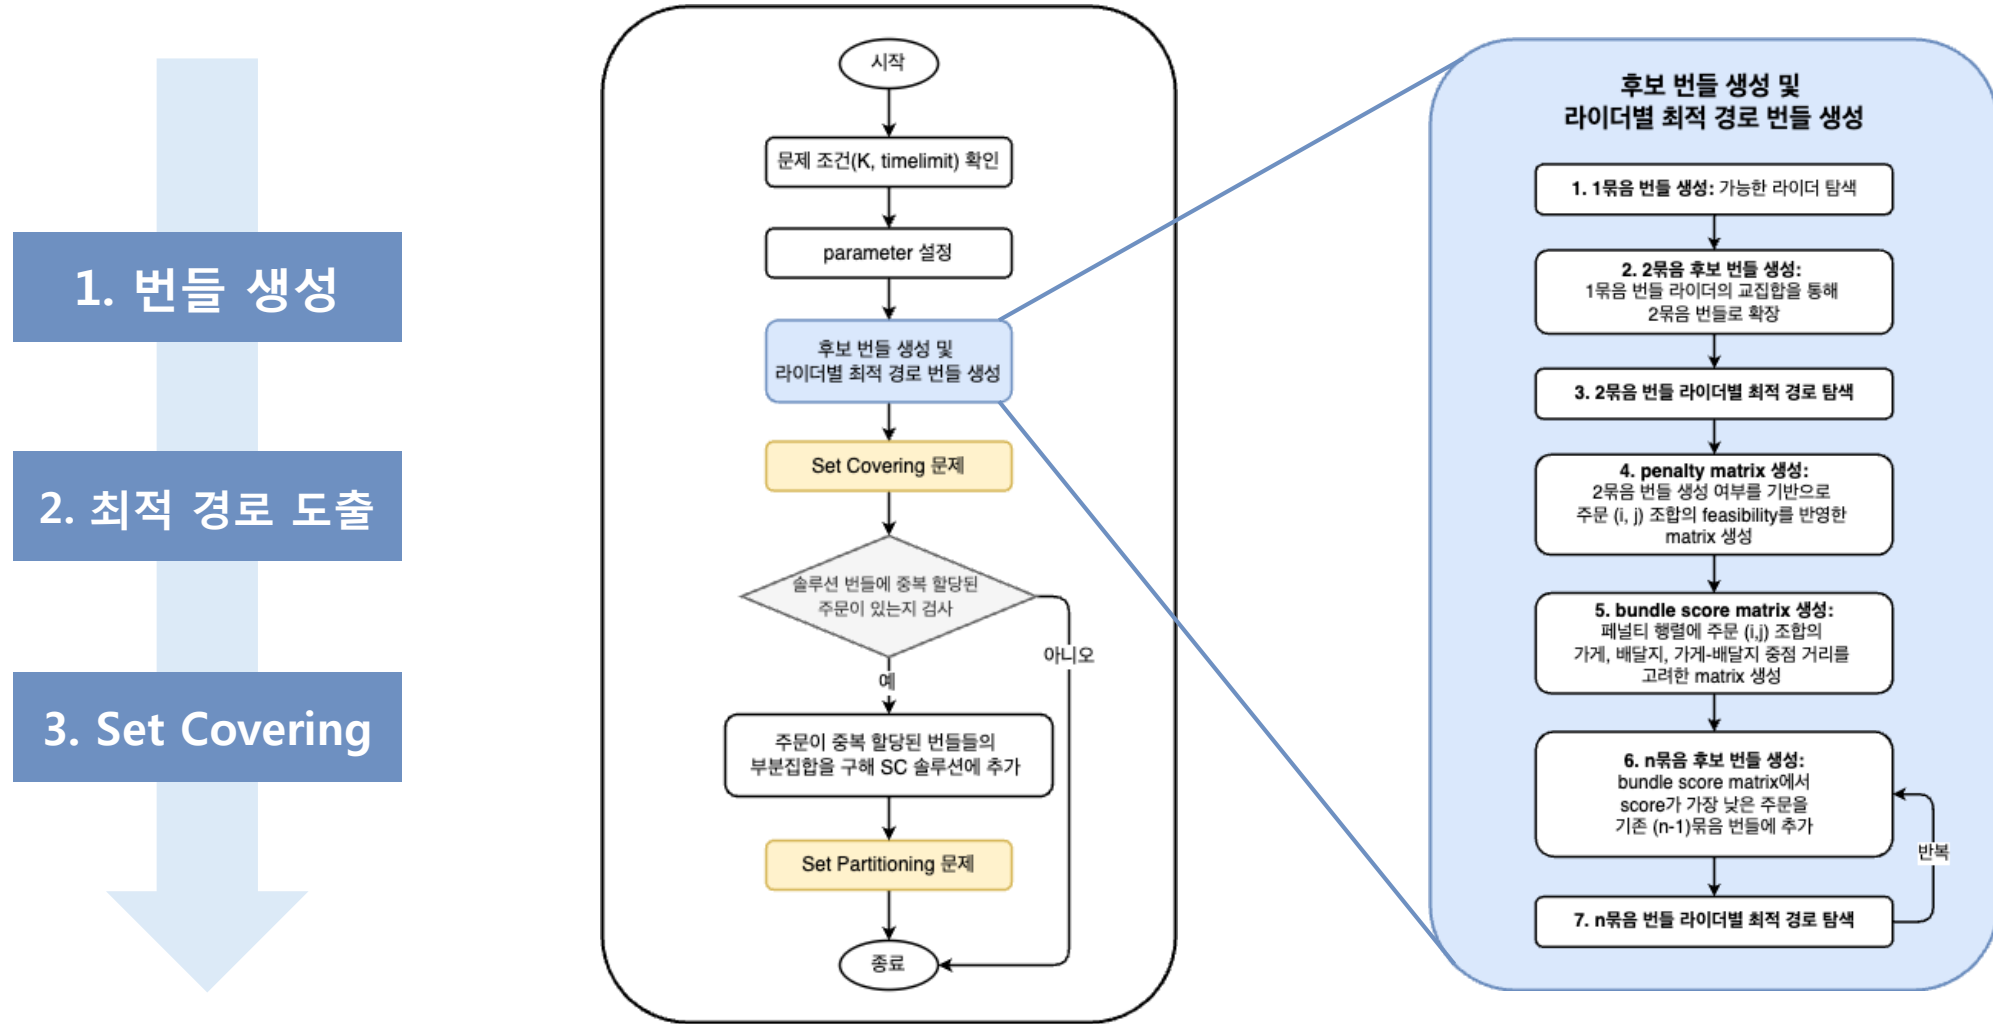 1. 번들 생성
2. 최적 경로 도출
3. Set Covering
시작
문제 조건(K, timelimit) 확인
parameter 설정
후보 번들 생성 및
라이더별 최적 경로 번들 생성
Set Covering 문제
솔루션 번들에 중복 할당된
주문이 있는지 검사
아니오
예
주문이 중복 할당된 번들들의
부분집합을 구해 SC 솔루션에 추가
Set Partitioning 문제
종료
후보 번들 생성 및
라이더별 최적 경로 번들 생성
1. 1묶음 번들 생성: 가능한 라이더 탐색
2. 2묶음 후보 번들 생성:
1묶음 번들 라이더의 교집합을 통해
2묶음 번들로 확장
3. 2묶음 번들 라이더별 최적 경로 탐색
4. penalty matrix 생성:
2묶음 번들 생성 여부를 기반으로
주문 (i, j) 조합의 feasibility를 반영한
matrix 생성
5. bundle score matrix 생성:
페널티 행렬에 주문 (i,j) 조합의
가게, 배달지, 가게-배달지 중점 거리를
고려한 matrix 생성
6. n묶음 후보 번들 생성:
bundle score matrix에서
score가 가장 낮은 주문을
기존 (n-1)묶음 번들에 추가
반복
7. n묶음 번들 라이더별 최적 경로 탐색